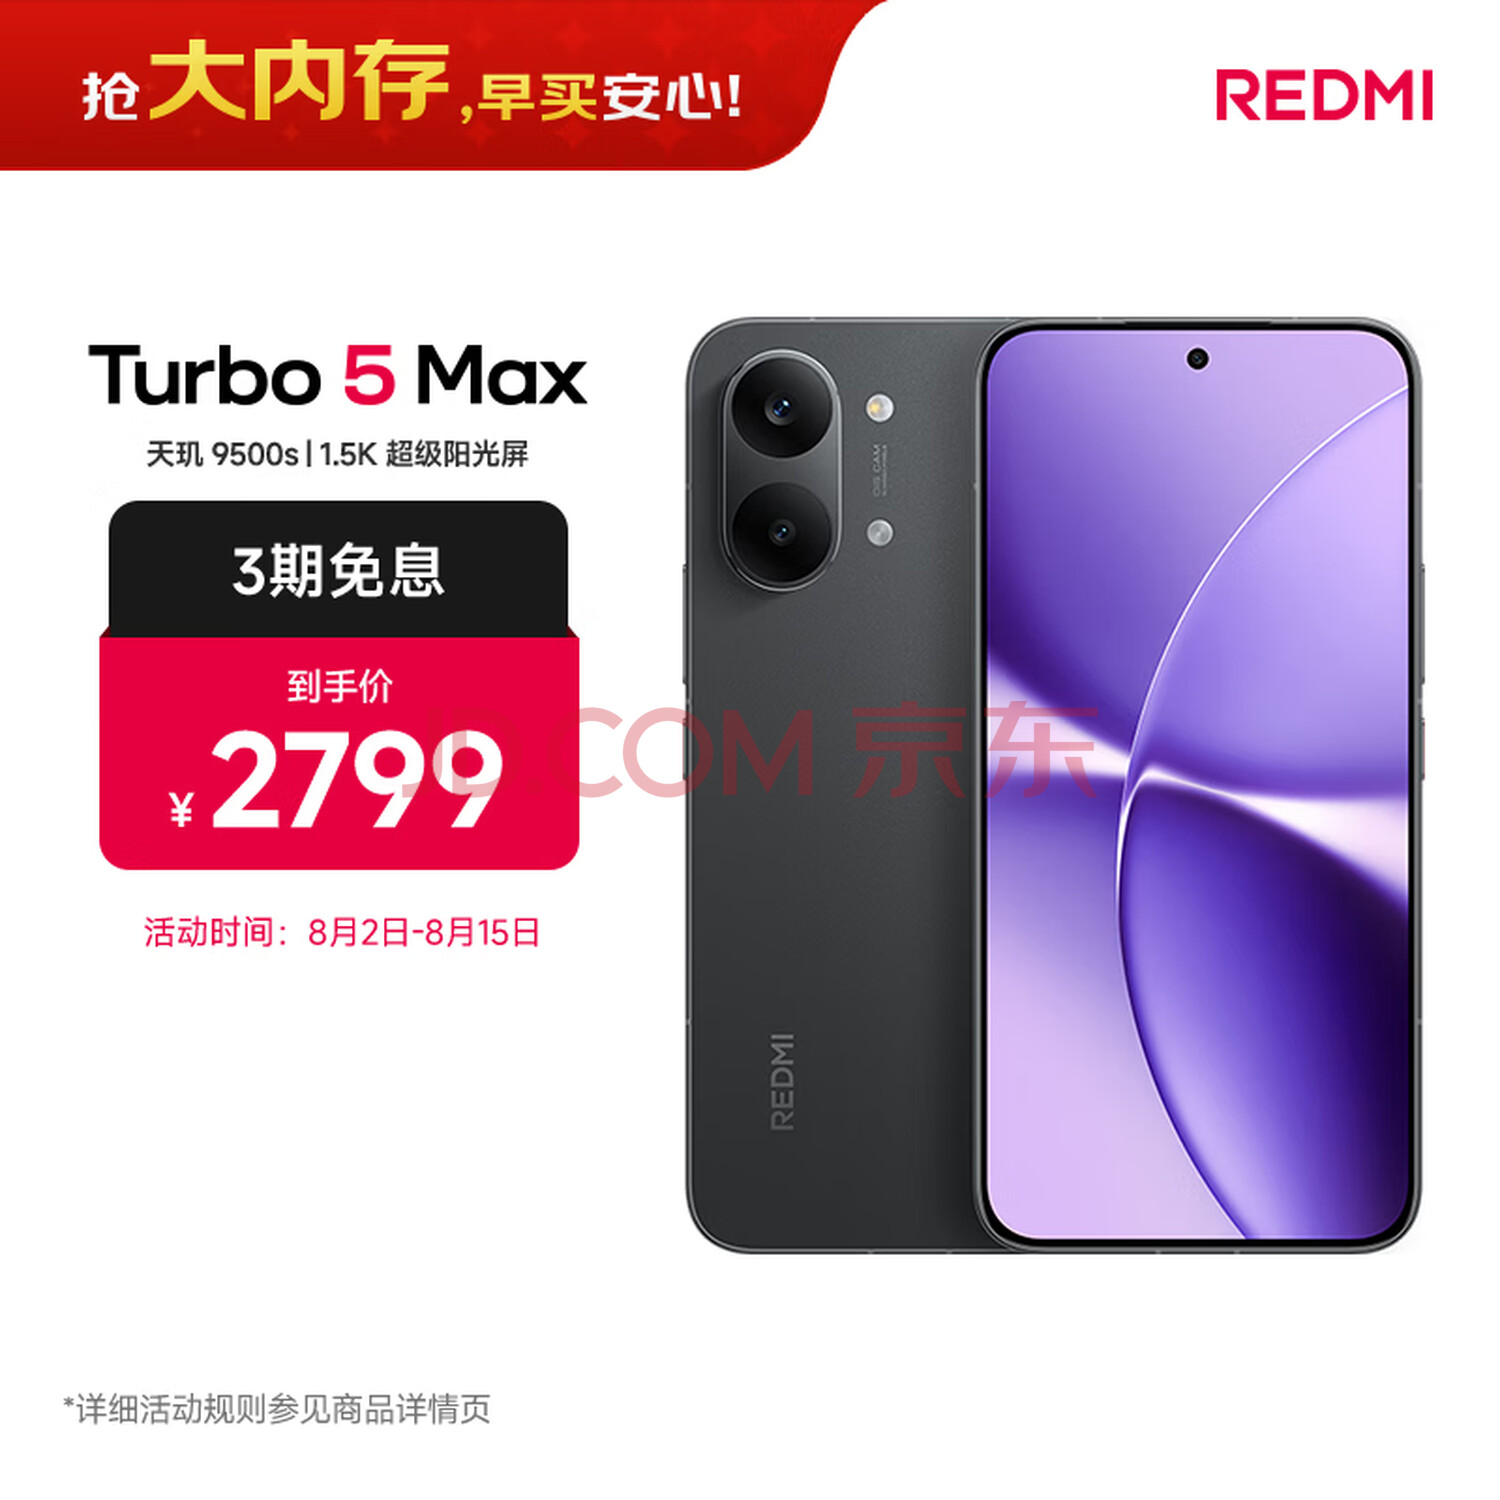 抢大内存,早买安心!
REDMI
Turbo 5 Max
天玑 9500s | 1.5K 超级阳光屏
3期免息
到手价
¥2799
JD.COM 京东
活动时间：8月2日-8月15日
OIS CAM
REDMI
*详细活动规则参见商品详情页